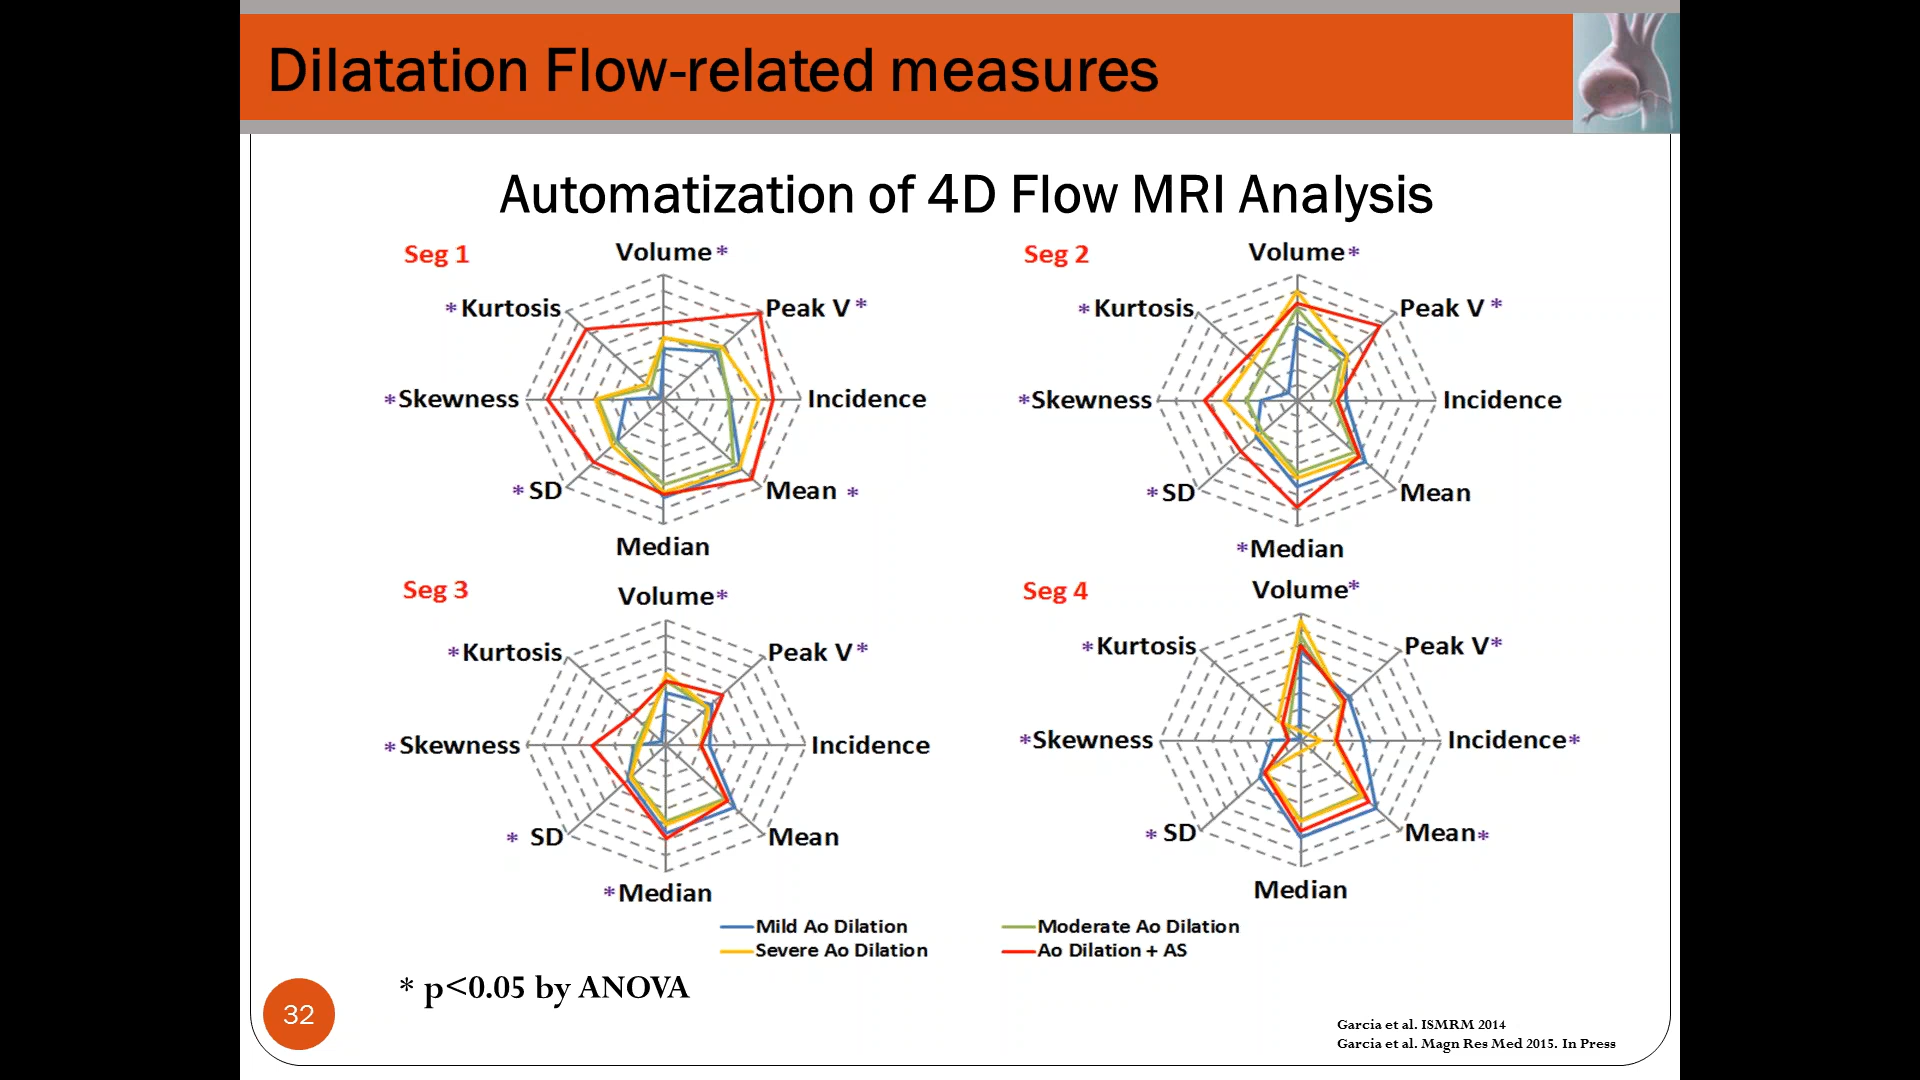 Dilatation Flow-related measures
Automatization of 4D Flow MRI Analysis
Seg 1
Volume*
*Kurtosis
Peak V *
*Skewness
Incidence
* SD
Mean *
Median
Seg 2
Volume*
*Kurtosis
Peak V *
*Skewness
Incidence
*SD
Mean
*Median
Seg 3
Volume*
*Kurtosis
Peak V*
*Skewness
Incidence
* SD
Mean
*Median
Seg 4
Volume*
*Kurtosis
Peak V*
*Skewness
Incidence*
* SD
Mean*
Median
Mild Ao Dilation
Moderate Ao Dilation
Severe Ao Dilation
Ao Dilation + AS
* p<0.05 by ANOVA
32
Garcia et al. ISMRM 2014
Garcia et al. Magn Res Med 2015. In Press